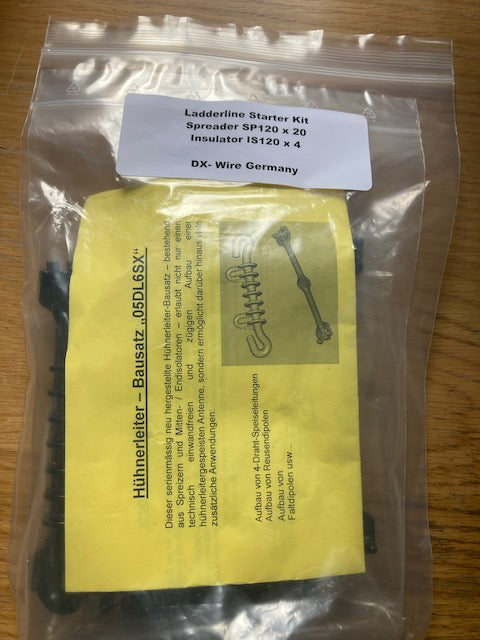 Ladderline Starter Kit
Spreader SP120 x 20
Insulator IS120 x 4
DX- Wire Germany
Hühnerleiter – Bausatz „05DL6SX“
Dieser serienmässig neu hergestellte Hühnerleiter-Bausatz – bestehend
aus Spreizern und Mitten- / Endisolatoren – erlaubt nicht nur einen
technisch einwandfreien und zügigen Aufbau einer
hühnerleitergespeisten Antenne, sondern ermöglicht darüber hinaus viele
zusätzliche Anwendungen:
Aufbau von 4-Draht-Speiseleitungen
Aufbau von Reusendipolen
Aufbau von
Faltdipolen usw...